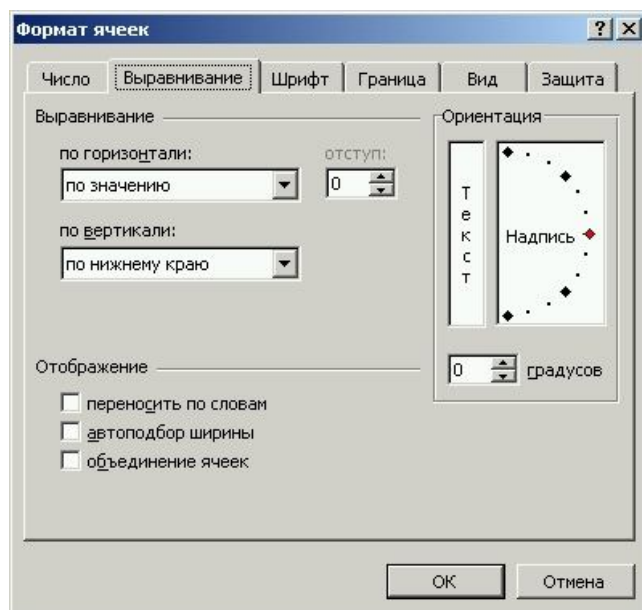 Формат ячеек
Число Выравнивание Шрифт Граница Вид Защита
Выравнивание
по горизонтали: отступ:
по значению 0
по вертикали:
по нижнему краю
Ориентация
Текст
Надпись
0 градусов
Отображение
переносить по словам
автоподбор ширины
объединение ячеек
ОК Отмена